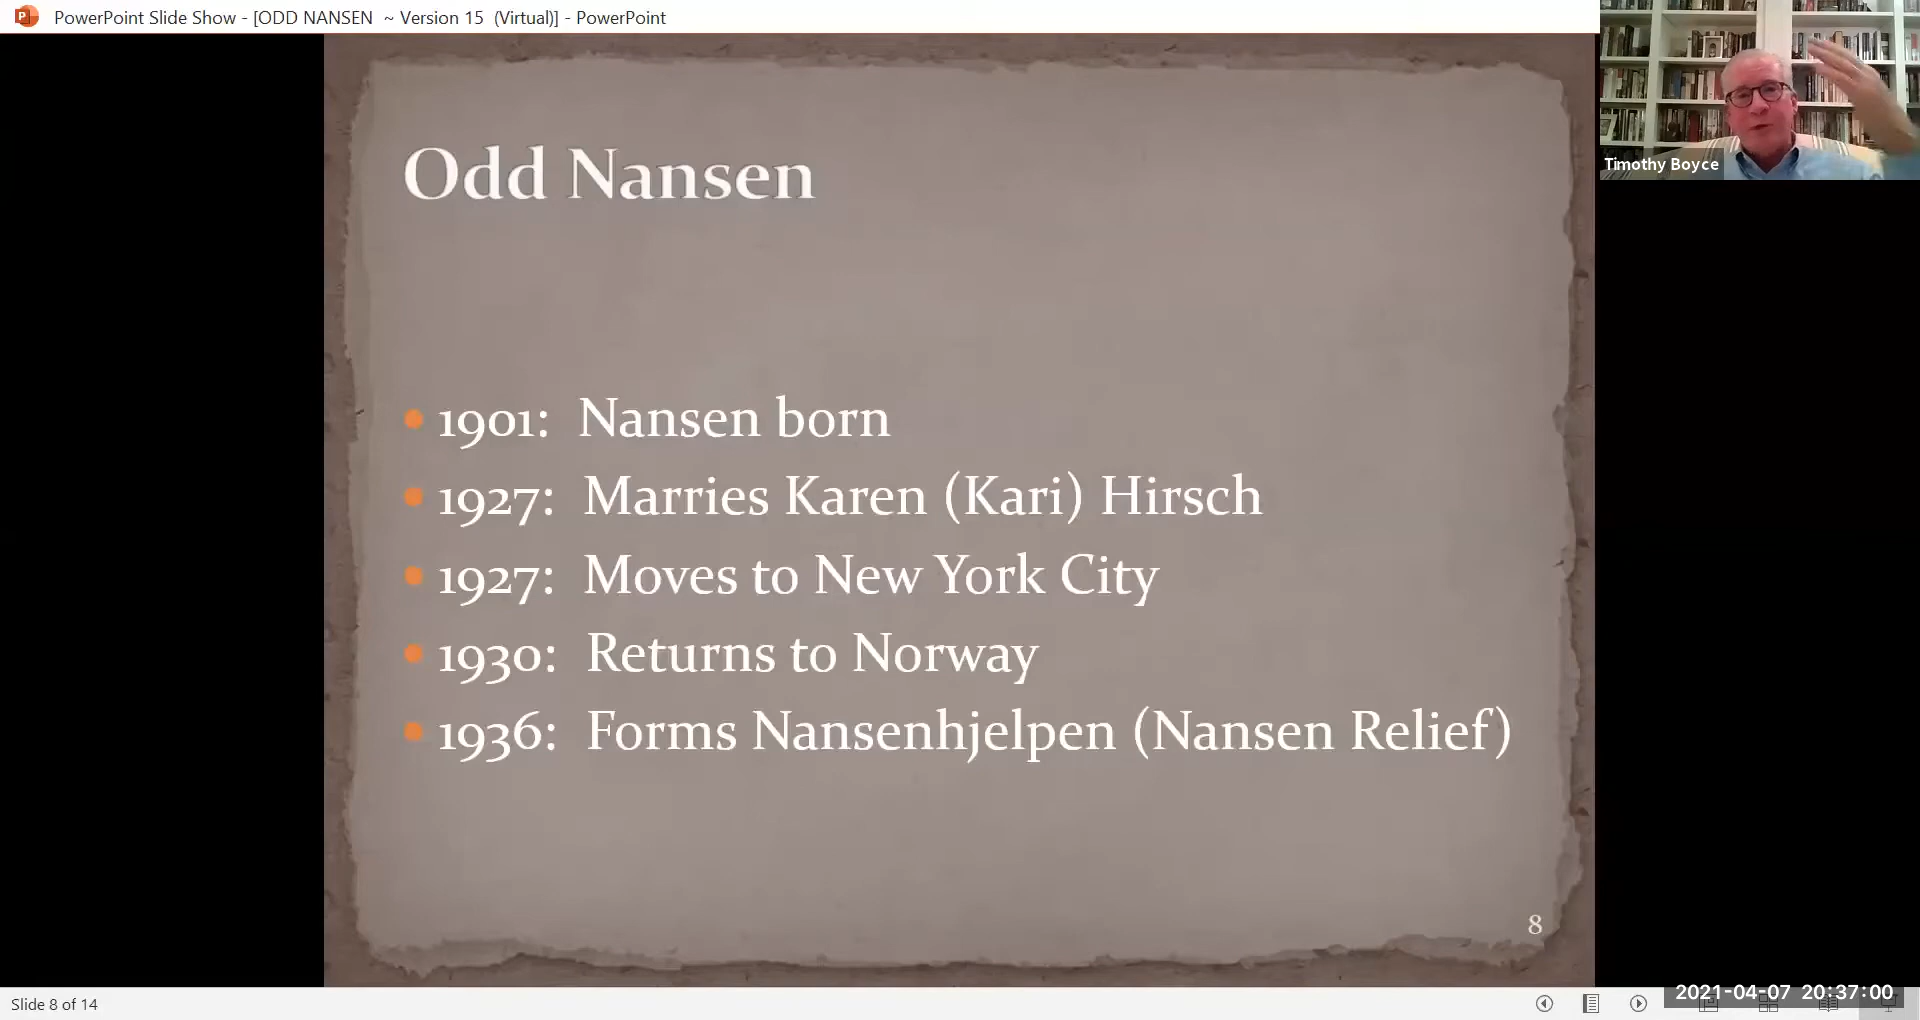 PowerPoint Slide Show - [ODD NANSEN ~ Version 15 (Virtual)] - PowerPoint
Timothy Boyce
Odd Nansen
• 1901: Nansen born
• 1927: Marries Karen (Kari) Hirsch
• 1927: Moves to New York City
• 1930: Returns to Norway
• 1936: Forms Nansenhjelpen (Nansen Relief)
8
Slide 8 of 14
2021-04-07 20:37:00